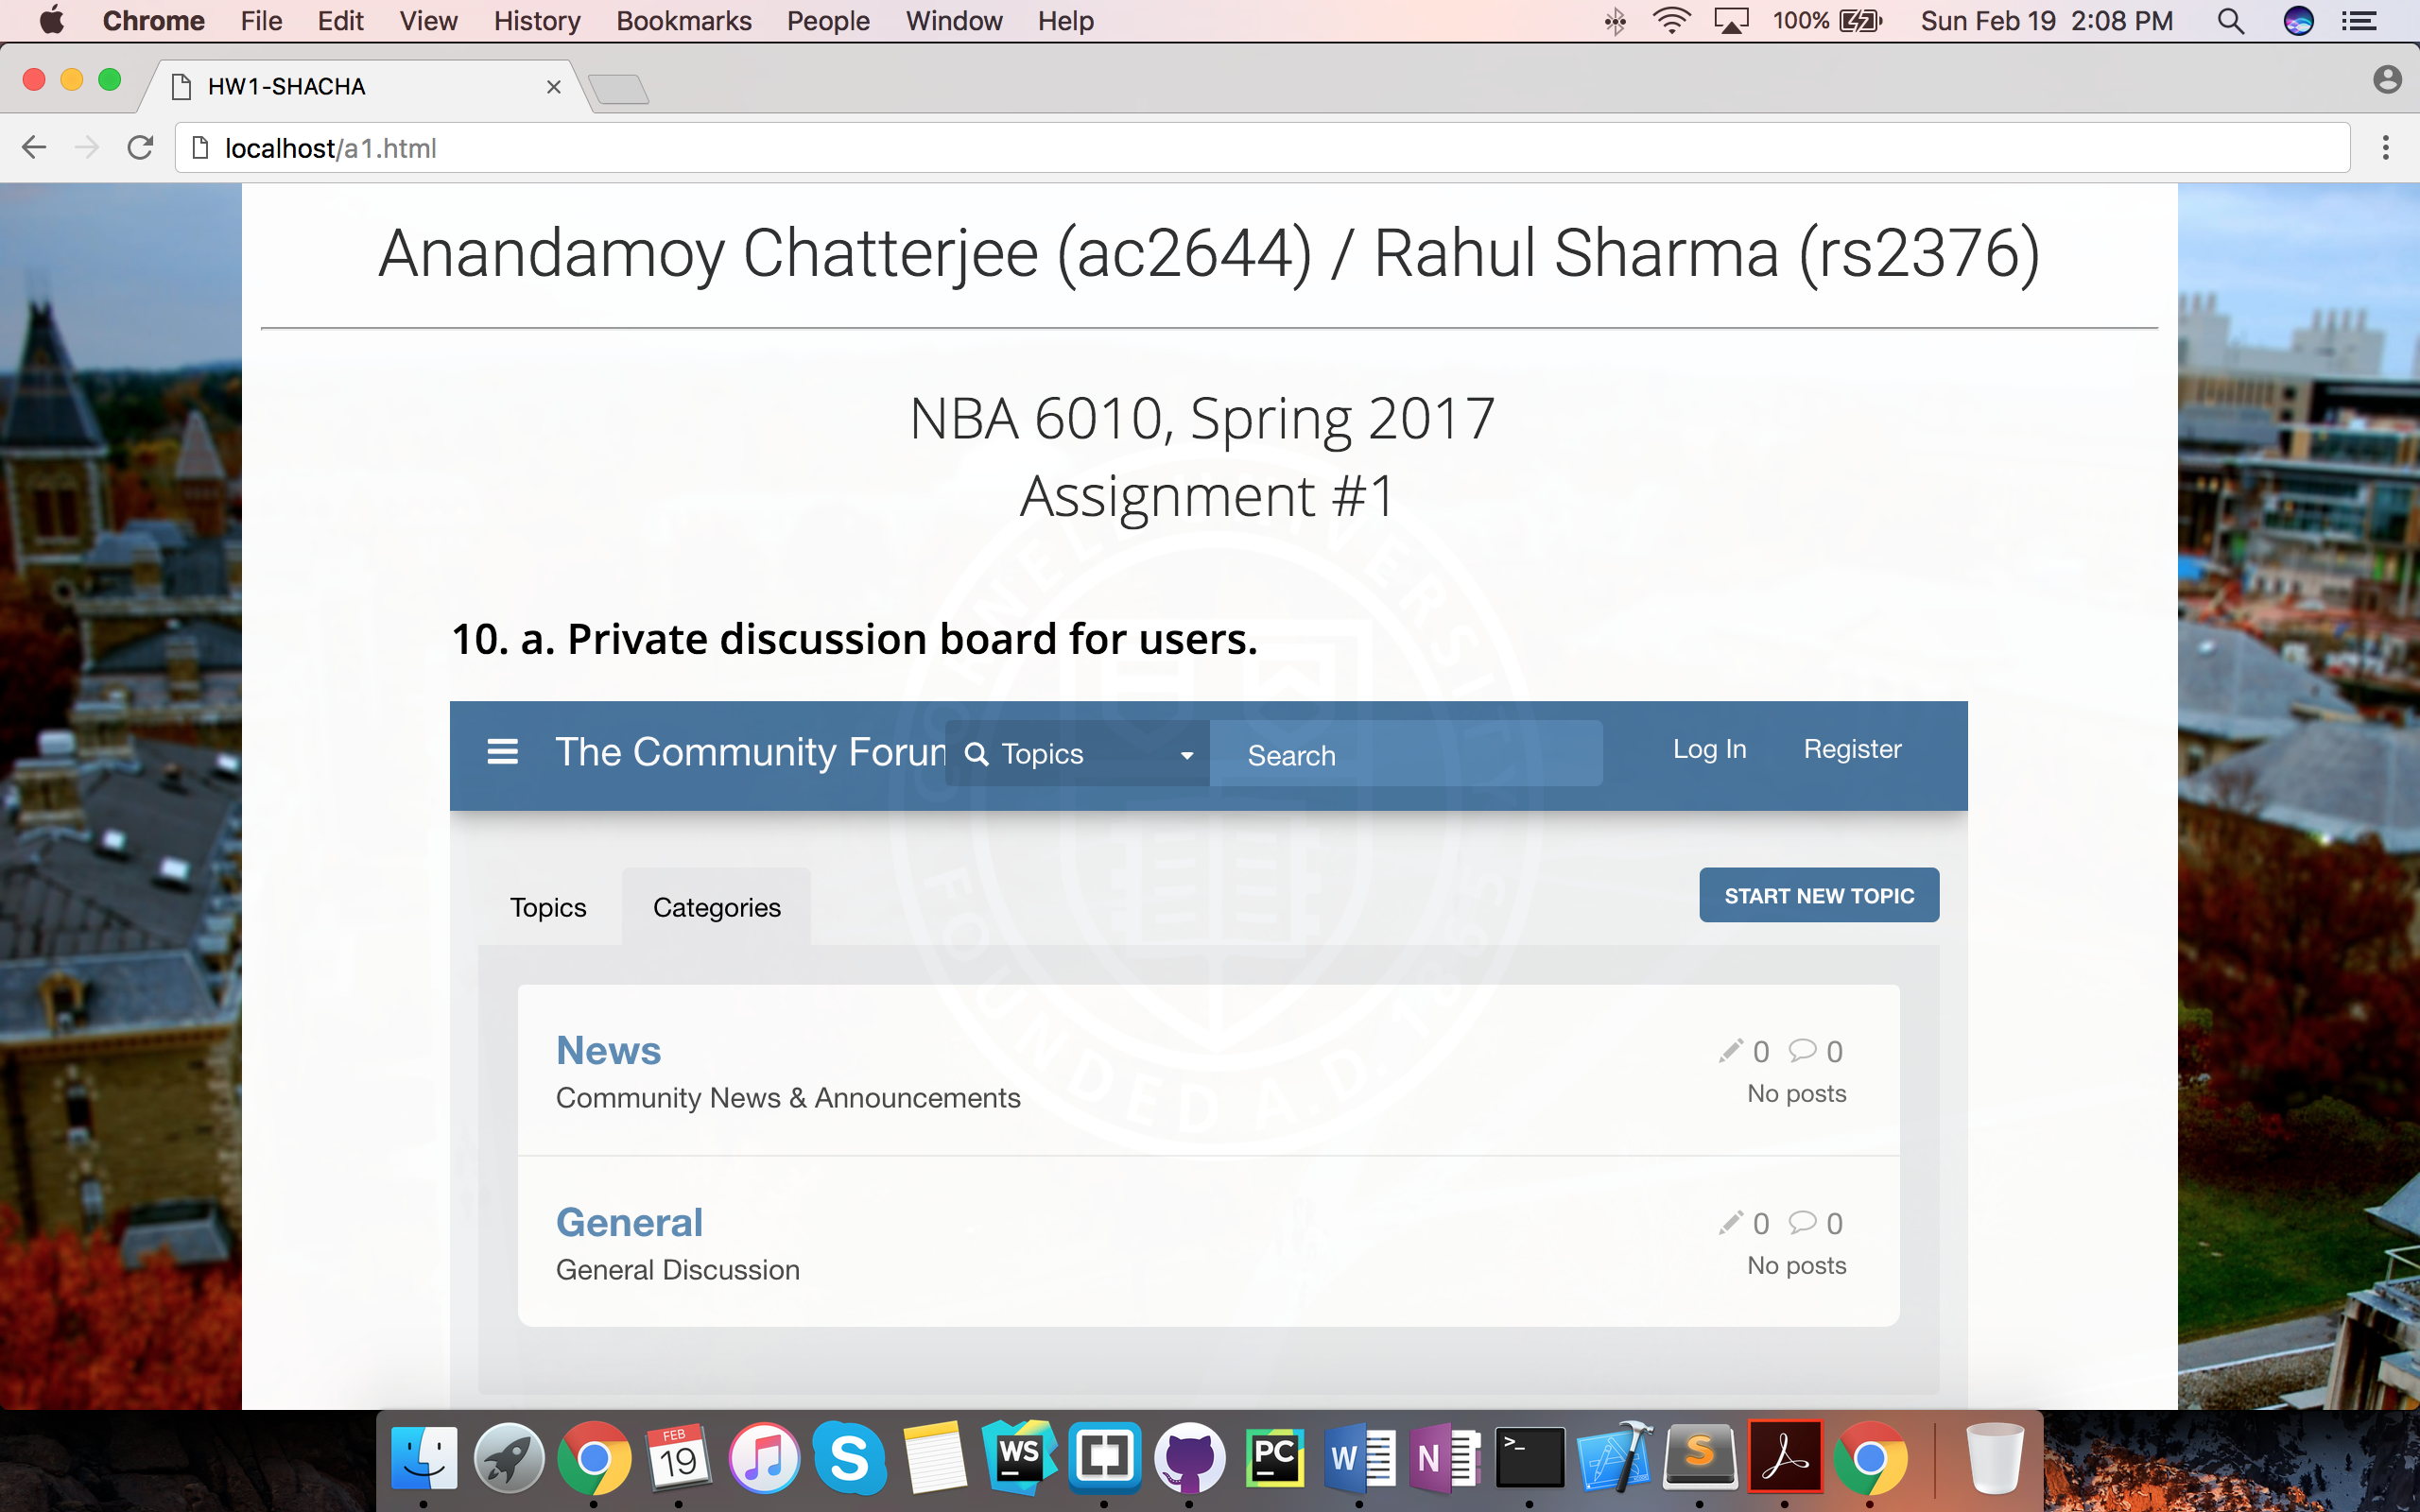 Chrome File Edit View History Bookmarks People Window Help 100% Sun Feb 19 2:08 PM
HW1-SHACHA
localhost/a1.html
Anandamoy Chatterjee (ac2644) / Rahul Sharma (rs2376)
NBA 6010, Spring 2017
Assignment #1
10. a. Private discussion board for users.
The Community Forum Topics Search Log In Register
Topics Categories START NEW TOPIC
News 0 0
Community News & Announcements No posts
General 0 0
General Discussion No posts
FEB
19
S
WS
PC
W
N
>_
S